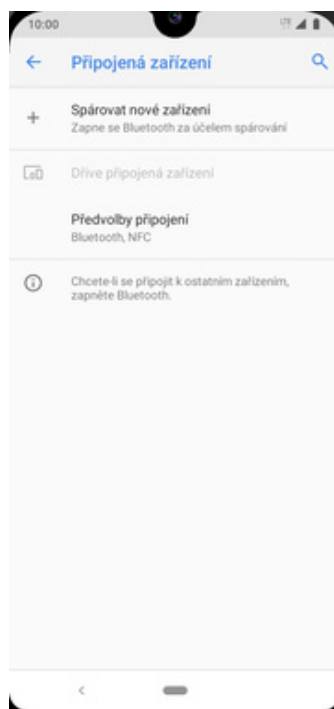 10:00
LTE
Připojená zařízení
Spárovat nové zařízení
Zapne se Bluetooth za účelem spárování
Dříve připojená zařízení
Předvolby připojení
Bluetooth, NFC
Chcete-li se připojit k ostatním zařízením,
zapněte Bluetooth.